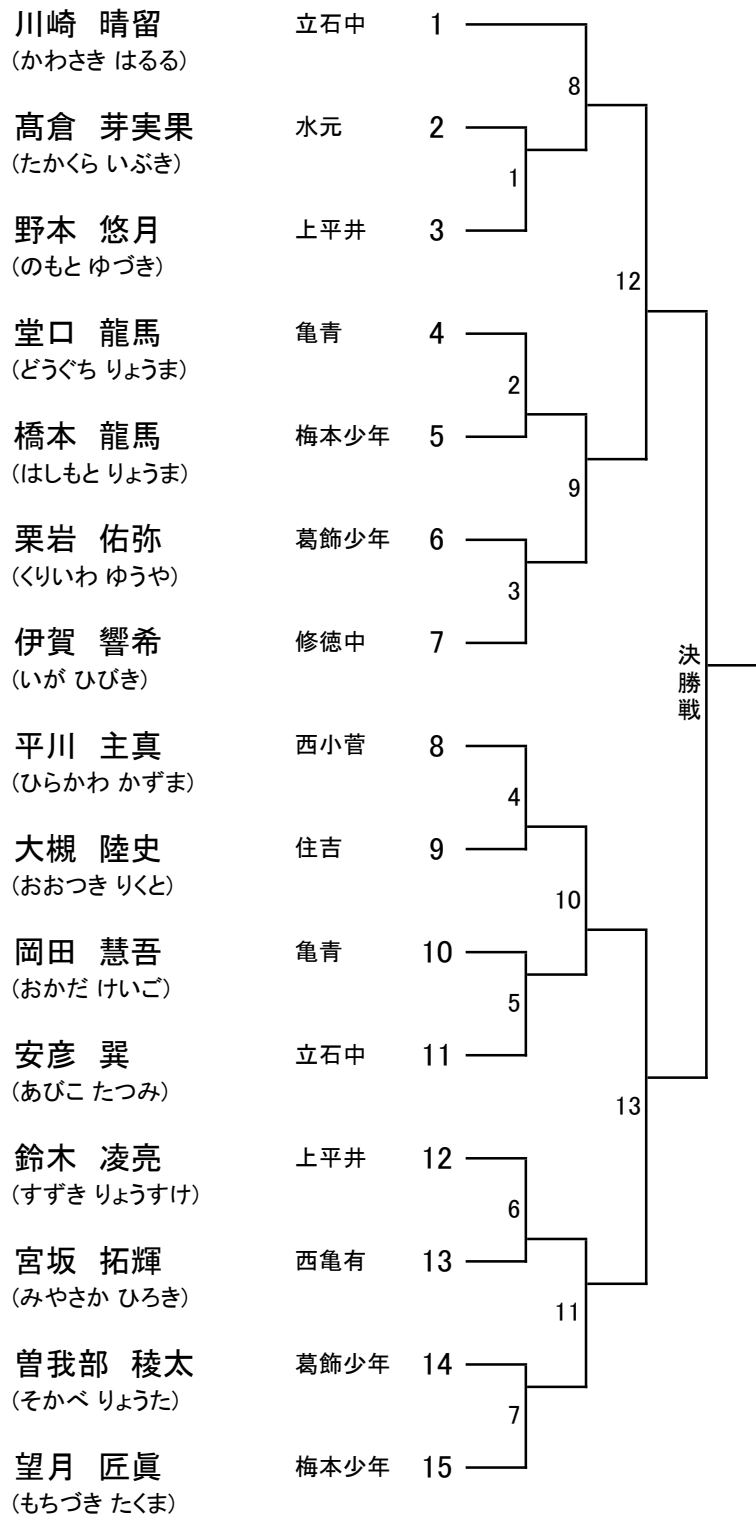 川崎　晴留 立石中 1
(かわさき はるる)
8
髙倉　芽実果 水元 2
(たかくら いぶき)
1
野本　悠月 上平井 3
(のもと ゆづき)
12
堂口　龍馬 亀青 4
(どうぐち りょうま)
2
橋本　龍馬 梅本少年 5
(はしもと りょうま)
9
栗岩　佑弥 葛飾少年 6
(くりいわ ゆうや)
3
伊賀　響希 修徳中 7
(いが ひびき)
決勝戦
平川　主真 西小菅 8
(ひらかわ かずま)
4
大槻　陸史 住吉 9
(おおつき りくと)
10
岡田　慧吾 亀青 10
(おかだ けいご)
5
安彦　巽 立石中 11
(あびこ たつみ)
13
鈴木　凌亮 上平井 12
(すずき りょうすけ)
6
宮坂　拓輝 西亀有 13
(みやさか ひろき)
11
曽我部　稜太 葛飾少年 14
(そかべ りょうた)
7
望月　匠眞 梅本少年 15
(もちづき たくま)